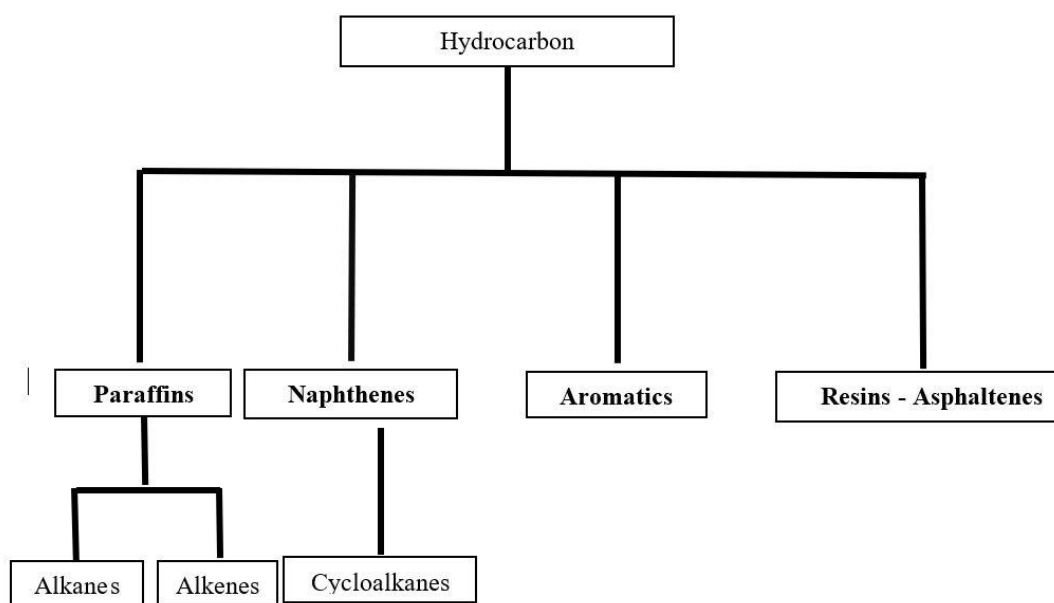 Hydrocarbon
Paraffins
Naphthenes
Aromatics
Resins - Asphaltenes
Alkanes
Alkenes
Cycloalkanes